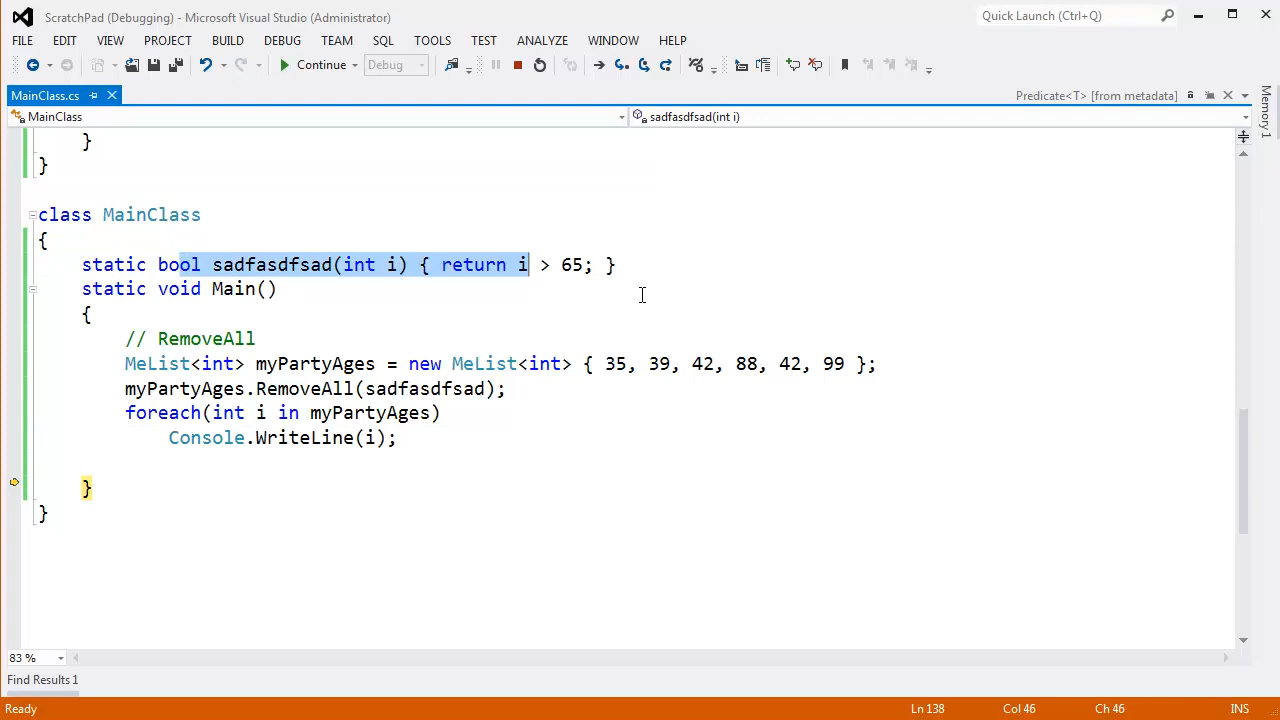 ScratchPad (Debugging) - Microsoft Visual Studio (Administrator)
Quick Launch (Ctrl+Q)
FILE EDIT VIEW PROJECT BUILD DEBUG TEAM SQL TOOLS TEST ANALYZE WINDOW HELP
Continue Debug
MainClass.cs
Predicate<T> [from metadata]
MainClass
sadfasdfsad(int i)
Memory 1
}
}
class MainClass
{
static bool sadfasdfsad(int i) { return i > 65; }
static void Main()
{
// RemoveAll
MeList<int> myPartyAges = new MeList<int> { 35, 39, 42, 88, 42, 99 };
myPartyAges.RemoveAll(sadfasdfsad);
foreach(int i in myPartyAges)
Console.WriteLine(i);
}
}
83 %
Find Results 1
Ready Ln 138 Col 46 Ch 46 INS